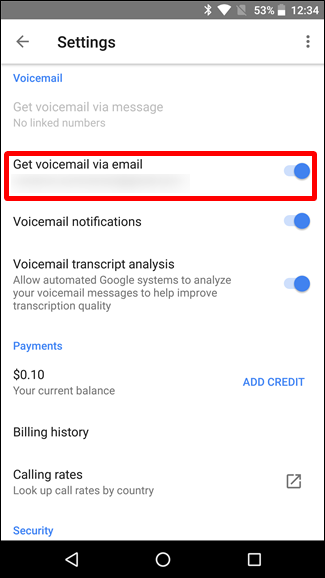 53% 12:34
Settings
Voicemail
Get voicemail via message
No linked numbers
Get voicemail via email
Voicemail notifications
Voicemail transcript analysis
Allow automated Google systems to analyze
your voicemail messages to help improve
transcription quality
Payments
$0.10
Your current balance
ADD CREDIT
Billing history
Calling rates
Look up call rates by country
Security